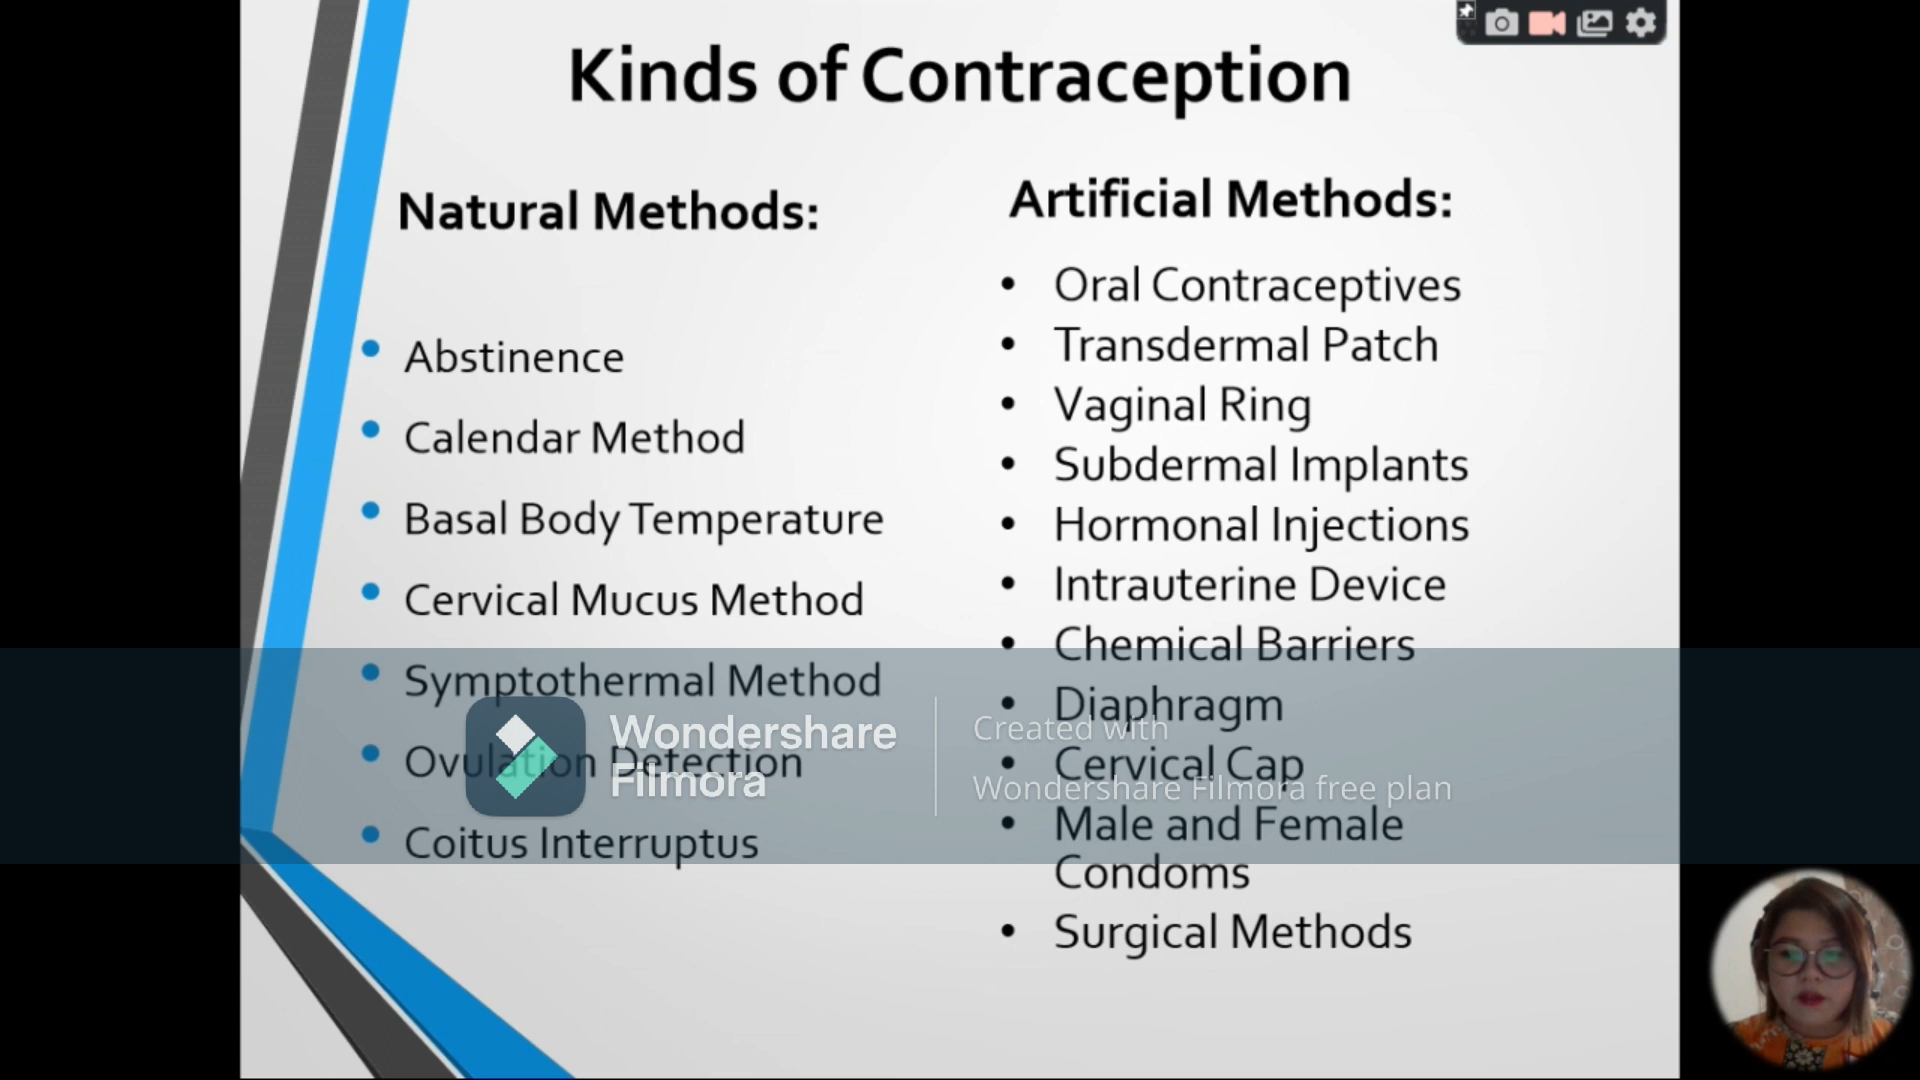 Kinds of Contraception
Natural Methods:
• Abstinence
• Calendar Method
• Basal Body Temperature
• Cervical Mucus Method
• Symptothermal Method
• Ovulation Detection
• Coitus Interruptus
Artificial Methods:
• Oral Contraceptives
• Transdermal Patch
• Vaginal Ring
• Subdermal Implants
• Hormonal Injections
• Intrauterine Device
• Chemical Barriers
• Diaphragm
• Cervical Cap
• Male and Female
Condoms
• Surgical Methods
Wondershare
Filmora
Created with
Wondershare Filmora free plan